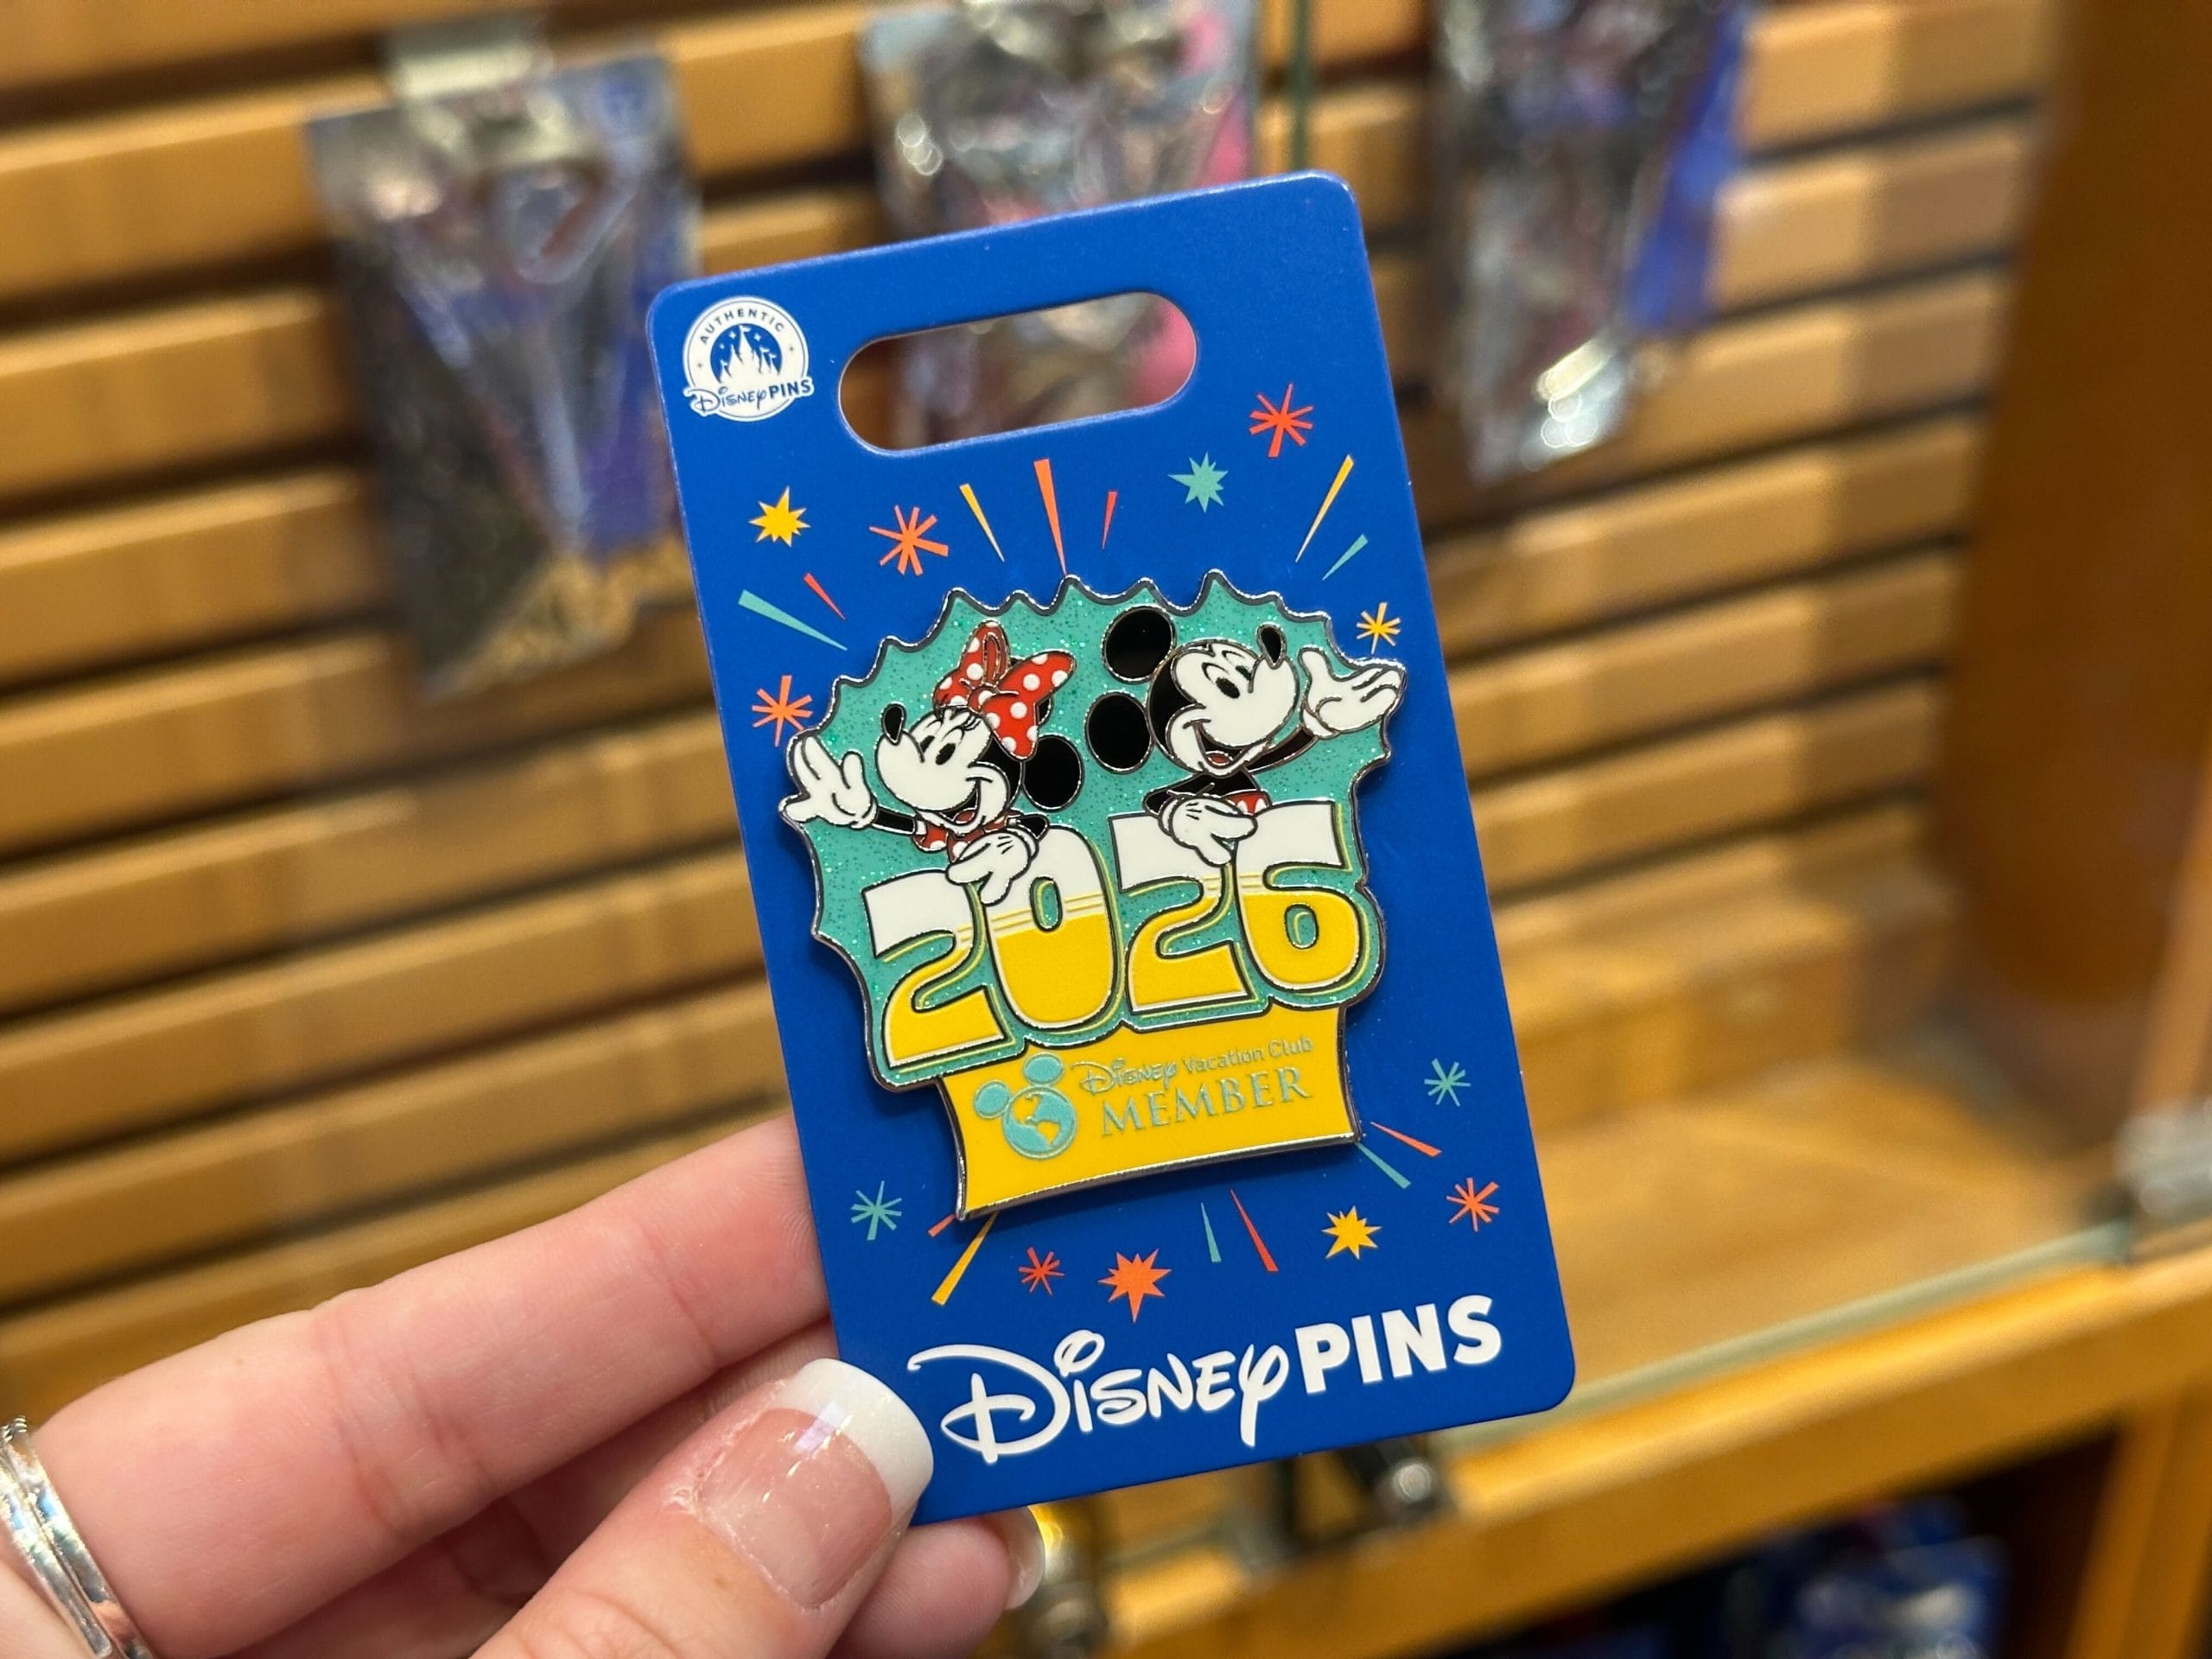 AUTHENTIC
Disney PINS
2026
Disney Vacation Club
MEMBER
Disney PINS